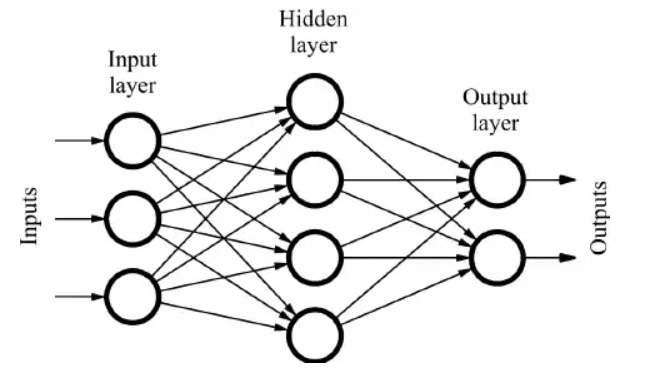 Hidden
layer
Input
layer
Output
layer
Inputs
Outputs